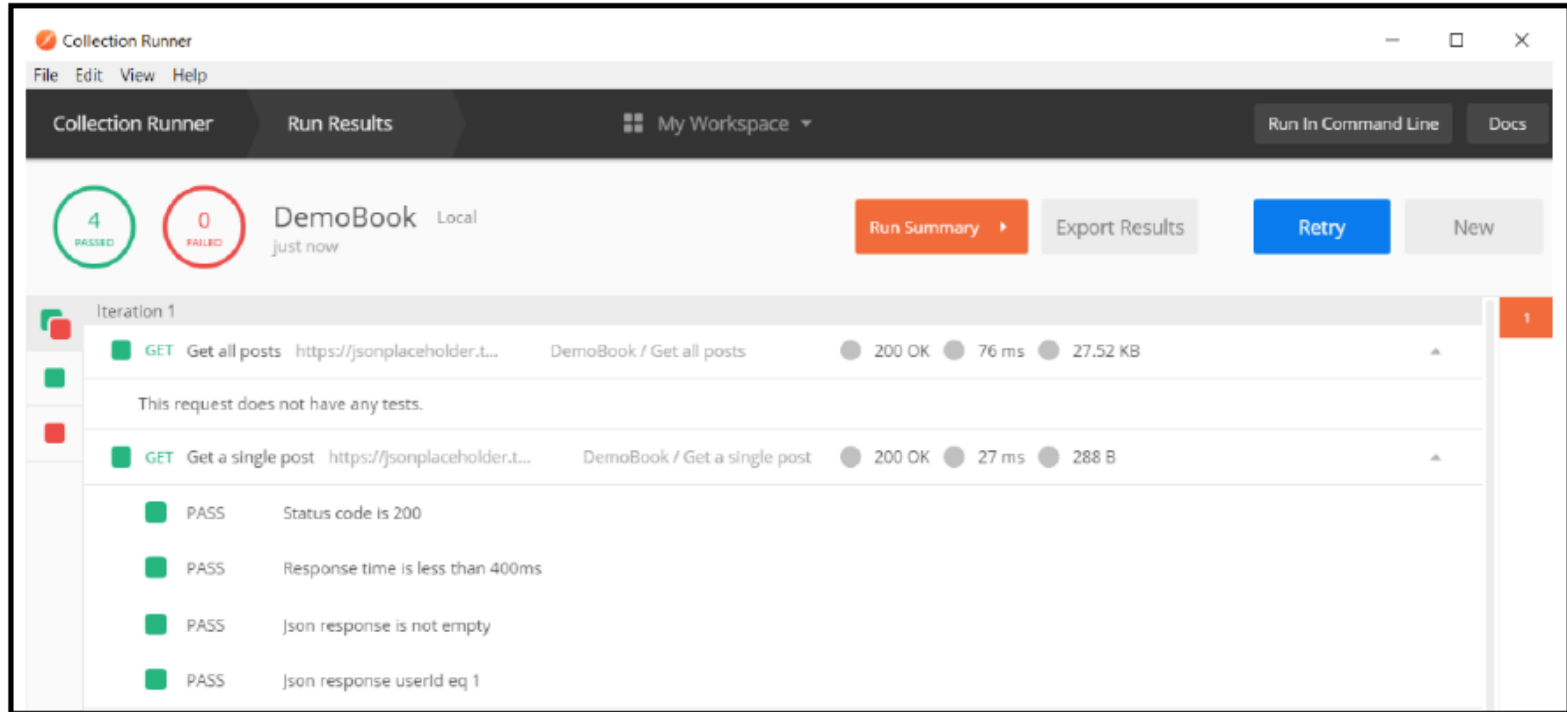 Collection Runner
File Edit View Help
Collection Runner Run Results My Workspace Run In Command Line Docs
4 PASSED 0 FAILED DemoBook Local just now Run Summary Export Results Retry New
Iteration 1
1
GET Get all posts https://jsonplaceholder.t... DemoBook / Get all posts 200 OK 76 ms 27.52 KB
This request does not have any tests.
GET Get a single post https://jsonplaceholder.t... DemoBook / Get a single post 200 OK 27 ms 288 B
PASS Status code is 200
PASS Response time is less than 400ms
PASS Json response is not empty
PASS Json response userId eq 1